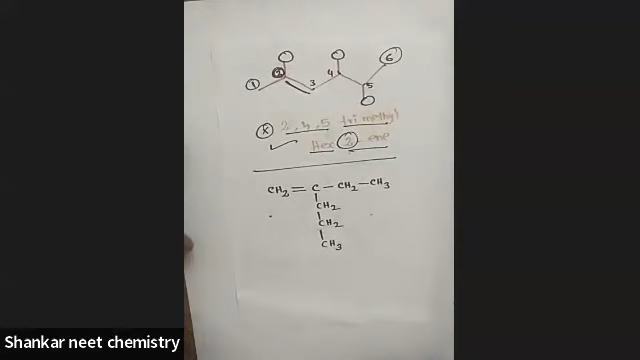 1 2 3 4 5 6
(x) 2, 4, 5 tri methyl
Hex 2 - ene
CH2 = C - CH2 - CH3
CH2
CH2
CH3
Shankar neet chemistry